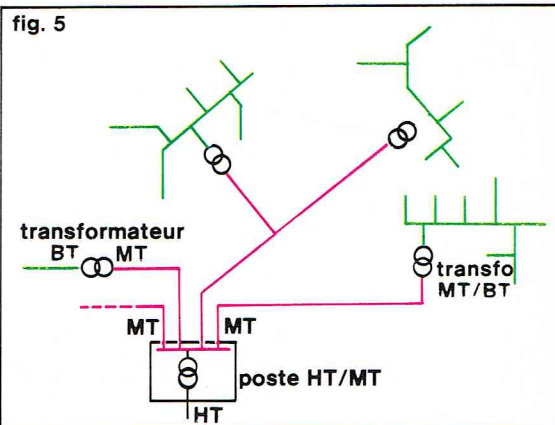 fig. 5
transformateur
BT MT
transfo
MT/BT
MT MT
poste HT/MT
HT